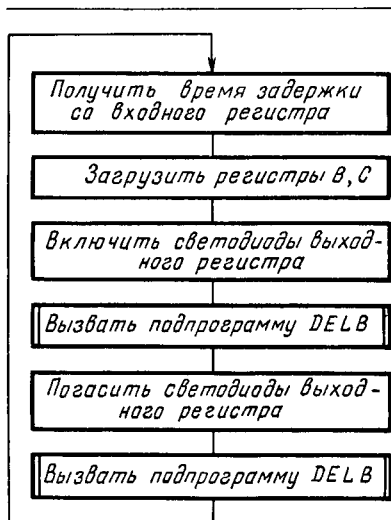 Получить время задержки
со входного регистра
Загрузить регистры В, С
Включить светодиоды выход-
ного регистра
Вызвать подпрограмму DELB
Погасить светодиоды выход-
ного регистра
Вызвать подпрограмму DELB